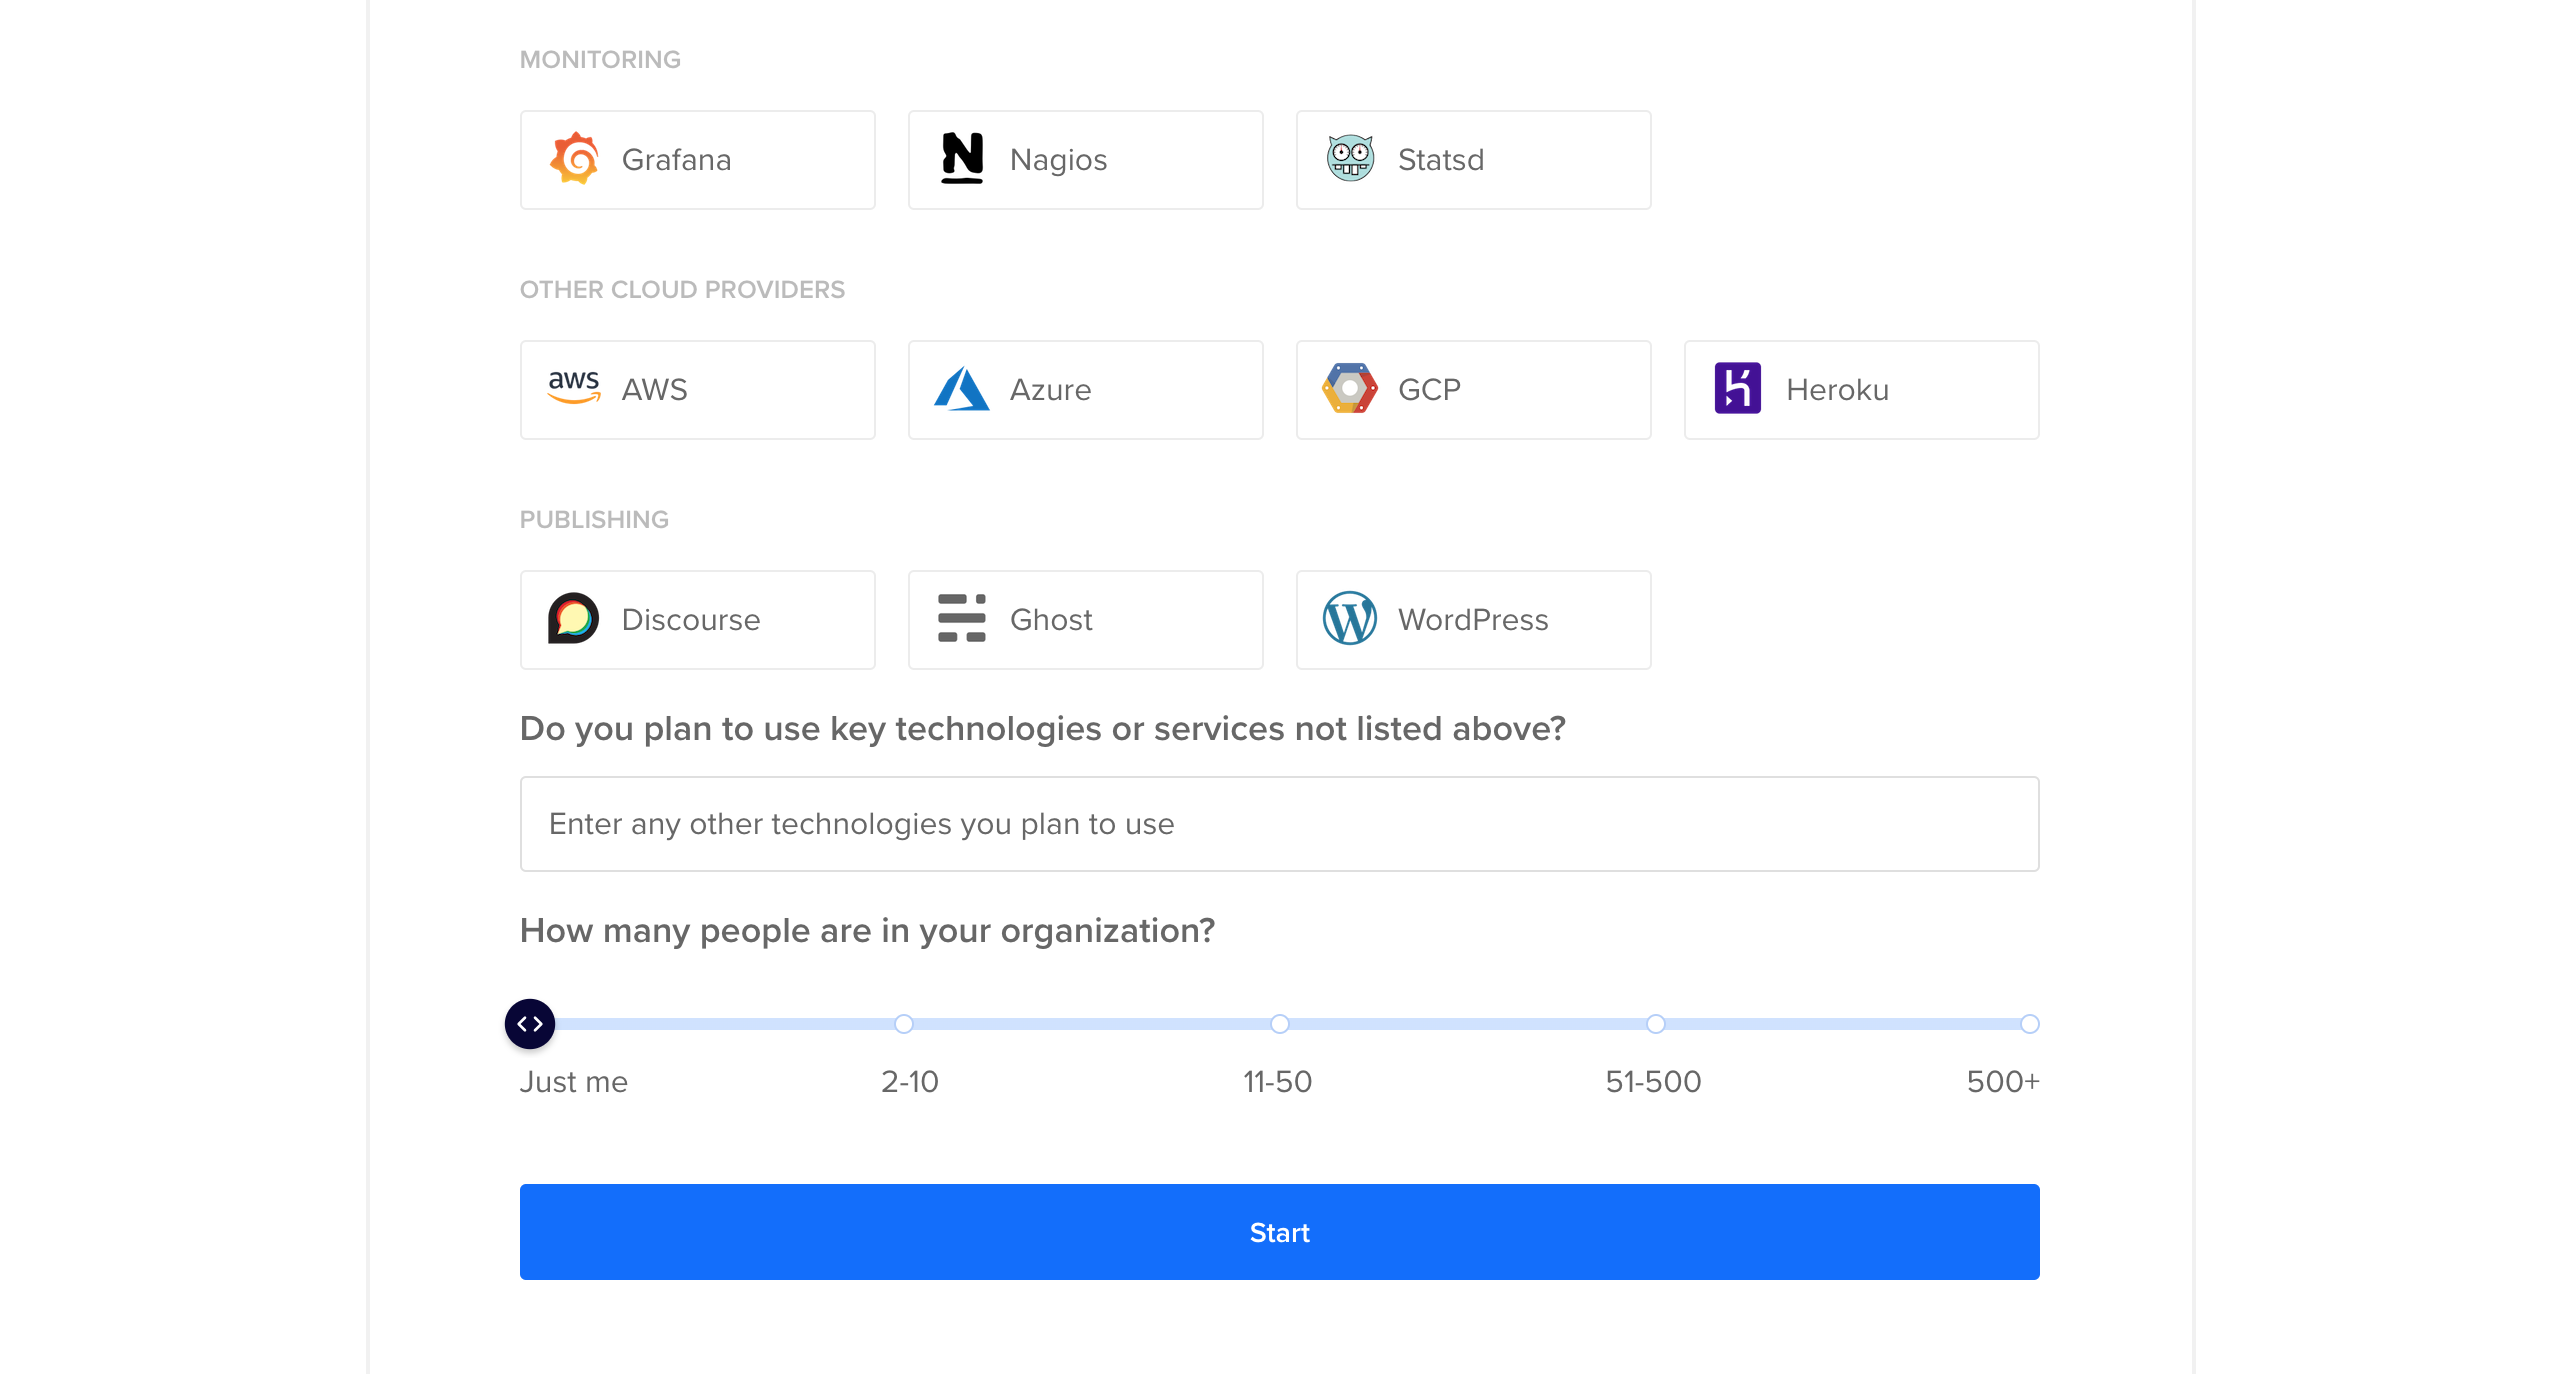 MONITORING
Grafana
Nagios
Statsd
OTHER CLOUD PROVIDERS
aws AWS
Azure
GCP
Heroku
PUBLISHING
Discourse
Ghost
WordPress
Do you plan to use key technologies or services not listed above?
Enter any other technologies you plan to use
How many people are in your organization?
Just me
2-10
11-50
51-500
500+
Start